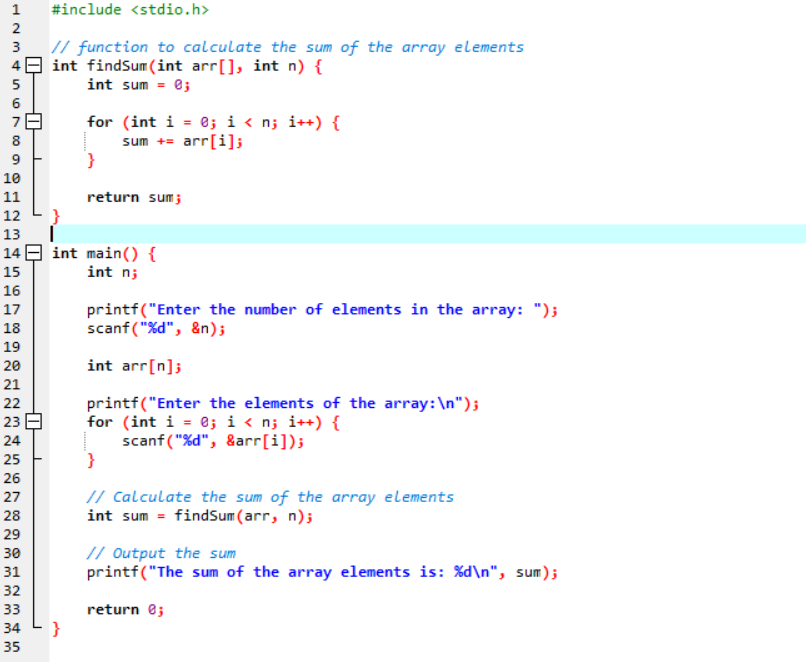 1 #include <stdio.h>
2
3 // function to calculate the sum of the array elements
4 int findSum(int arr[], int n) {
5     int sum = 0;
6
7     for (int i = 0; i < n; i++) {
8         sum += arr[i];
9     }
10
11     return sum;
12 }
13
14 int main() {
15     int n;
16
17     printf("Enter the number of elements in the array: ");
18     scanf("%d", &n);
19
20     int arr[n];
21
22     printf("Enter the elements of the array:\n");
23     for (int i = 0; i < n; i++) {
24         scanf("%d", &arr[i]);
25     }
26
27     // Calculate the sum of the array elements
28     int sum = findSum(arr, n);
29
30     // Output the sum
31     printf("The sum of the array elements is: %d\n", sum);
32
33     return 0;
34 }
35